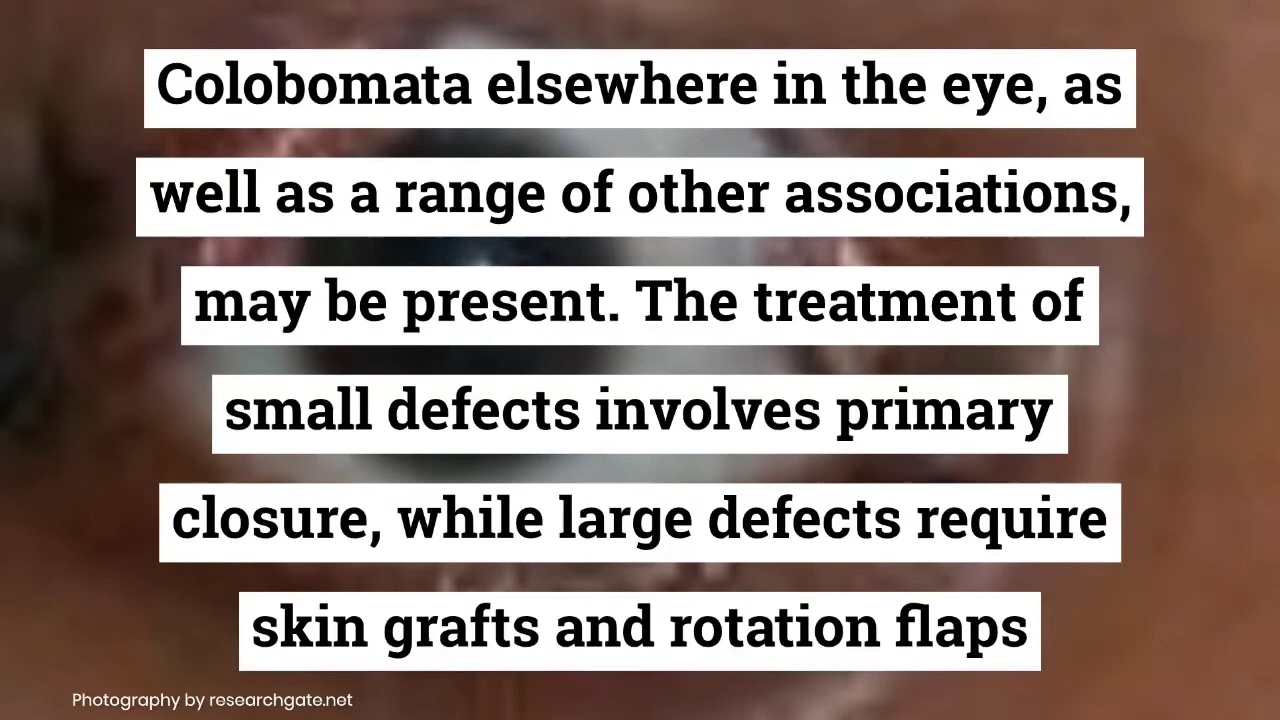 Colobomata elsewhere in the eye, as
well as a range of other associations,
may be present. The treatment of
small defects involves primary
closure, while large defects require
skin grafts and rotation flaps
Photography by researchgate.net